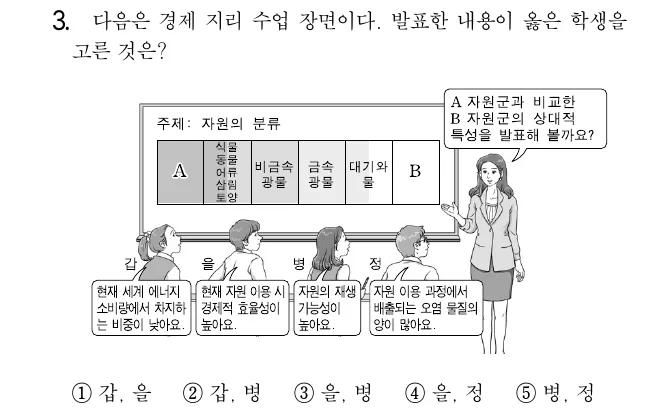 3. 다음은 경제 지리 수업 장면이다. 발표한 내용이 옳은 학생을
고른 것은?
A 자원군과 비교한
B 자원군의 상대적
특성을 발표해 볼까요?
주제: 자원의 분류
A
식물
동물
어류
삼림
토양
비금속
광물
금속
광물
대기와
물
B
갑
을
병
정
현재 세계 에너지
소비량에서 차지하
는 비중이 낮아요.
현재 자원 이용 시
경제적 효율성이
높아요.
자원의 재생
가능성이
높아요.
자원 이용 과정에서
배출되는 오염 물질의
양이 많아요.
① 갑, 을 ② 갑, 병 ③ 을, 병 ④ 을, 정 ⑤ 병, 정